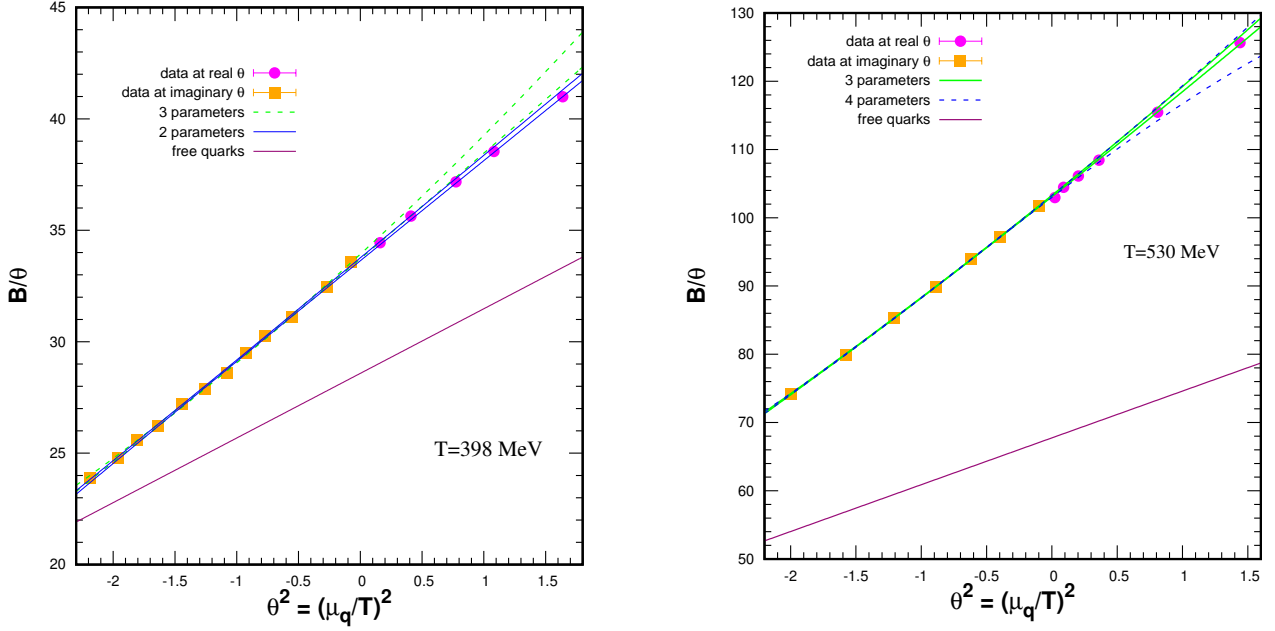 45
40
35
30
25
20
B/θ
data at real θ
data at imaginary θ
3 parameters
2 parameters
free quarks
T=398 MeV
-2 -1.5 -1 -0.5 0 0.5 1 1.5
θ² = (μq/T)²
130
120
110
100
90
80
70
60
50
B/θ
data at real θ
data at imaginary θ
3 parameters
4 parameters
free quarks
T=530 MeV
-2 -1.5 -1 -0.5 0 0.5 1 1.5
θ² = (μq/T)²